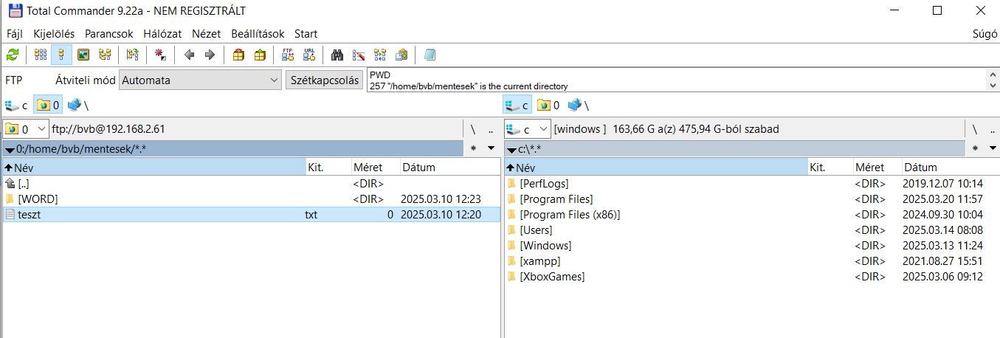 Total Commander 9.22a - NEM REGISZTRÁLT
Fájl Kijelölés Parancsok Hálózat Nézet Beállítások Start Súgó
FTP URL
FTP Átviteli mód Automata Szétkapcsolás PWD
257 "/home/bvb/mentesek" is the current directory
c 0 \ c 0 \
0 ftp://bvb@192.168.2.61 \ .. c [windows ] 163,66 G a(z) 475,94 G-ból szabad \ ..
0:/home/bvb/mentesek/*.* * c:\*.* *
Név Kit. Méret Dátum Név Kit. Méret Dátum
[..] <DIR> [PerfLogs] <DIR> 2019.12.07 10:14
[WORD] <DIR> 2025.03.10 12:23 [Program Files] <DIR> 2025.03.20 11:57
teszt txt 0 2025.03.10 12:20 [Program Files (x86)] <DIR> 2024.09.30 10:04
[Users] <DIR> 2025.03.14 08:08
[Windows] <DIR> 2025.03.13 11:24
[xampp] <DIR> 2021.08.27 15:51
[XboxGames] <DIR> 2025.03.06 09:12